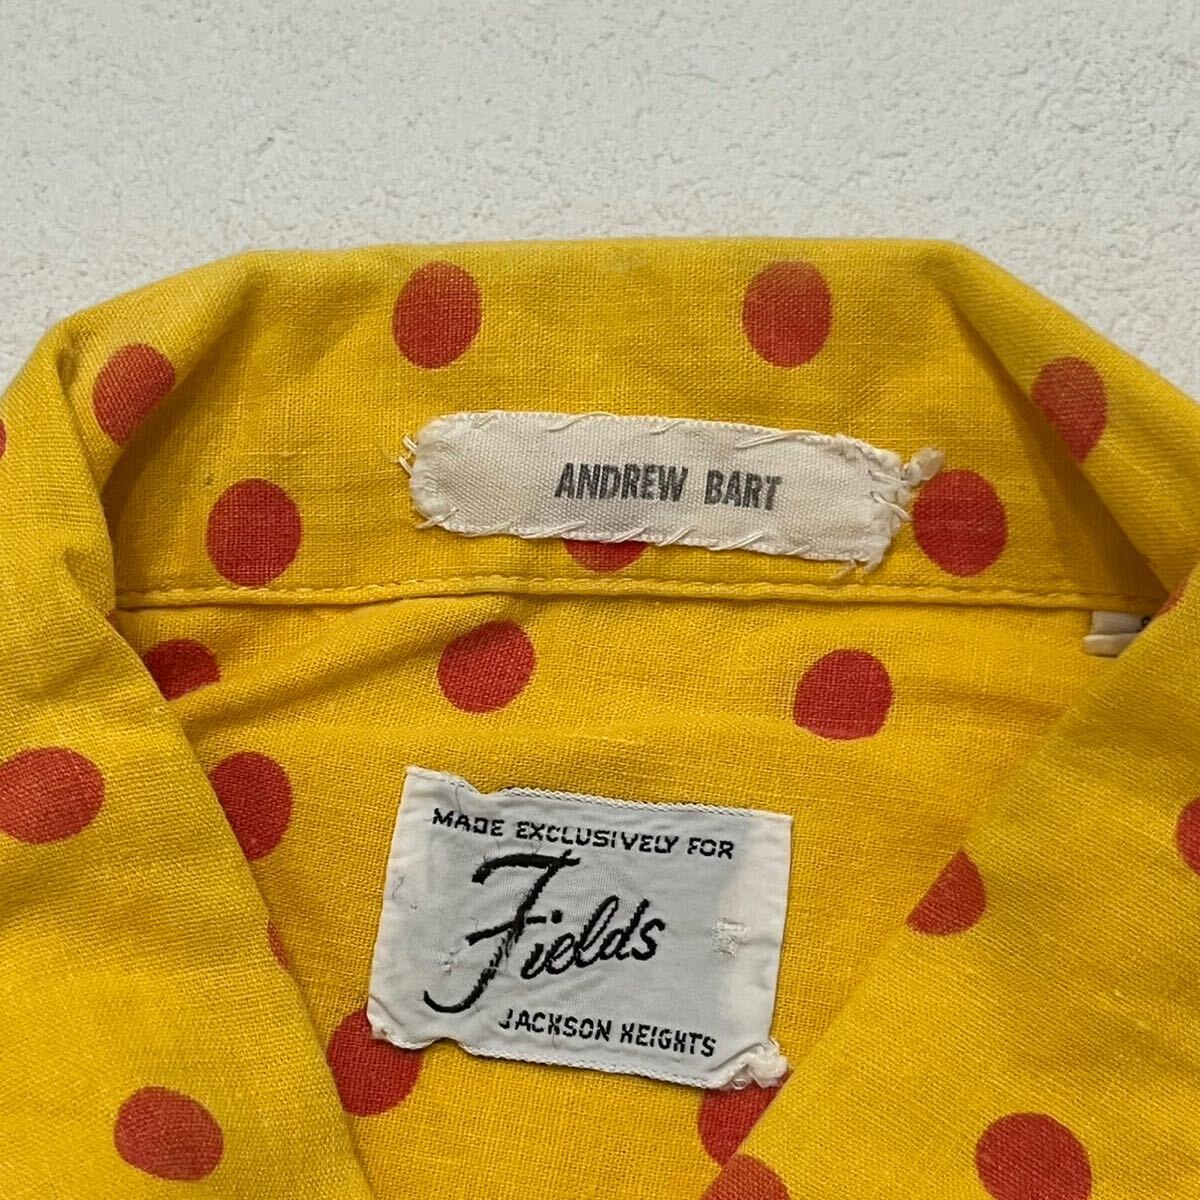 ANDREW BART
MADE EXCLUSIVELY FOR
Fields
JACKSON HEIGHTS